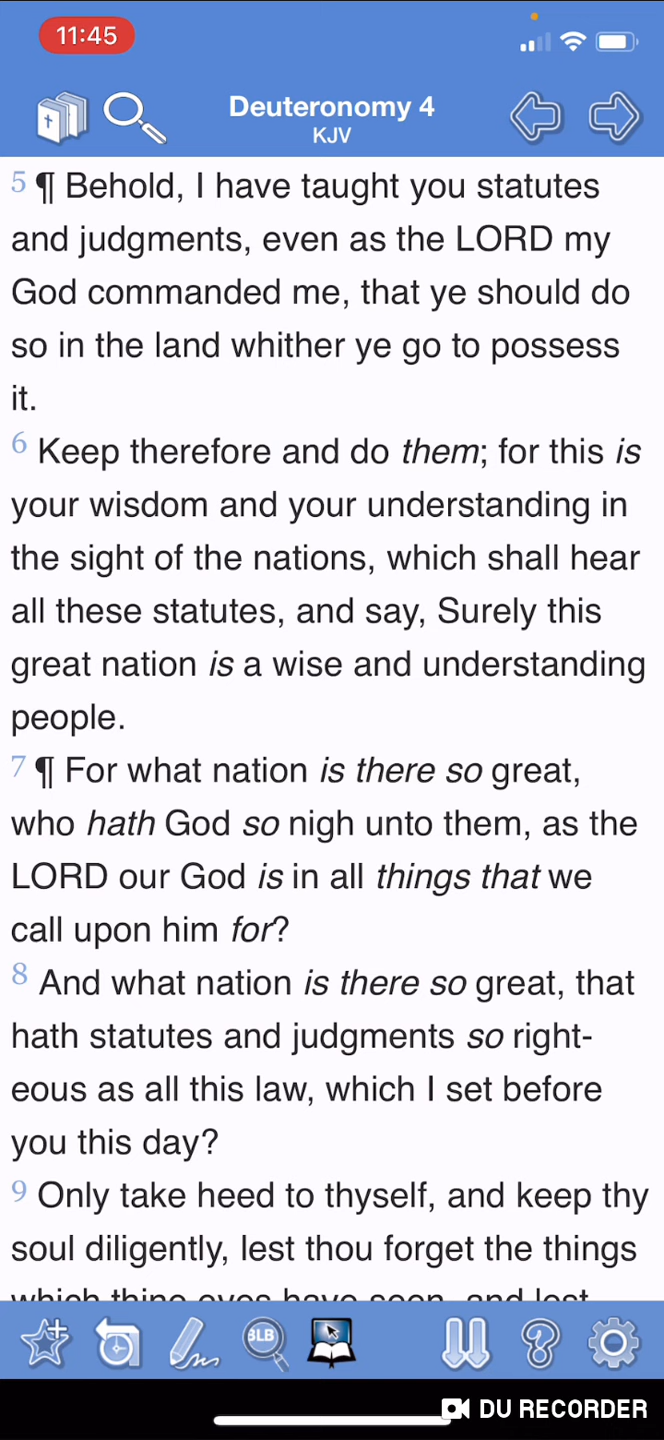 11:45
Deuteronomy 4
KJV
5 ¶ Behold, I have taught you statutes
and judgments, even as the LORD my
God commanded me, that ye should do
so in the land whither ye go to possess
it.
6 Keep therefore and do them; for this is
your wisdom and your understanding in
the sight of the nations, which shall hear
all these statutes, and say, Surely this
great nation is a wise and understanding
people.
7 ¶ For what nation is there so great,
who hath God so nigh unto them, as the
LORD our God is in all things that we
call upon him for?
8 And what nation is there so great, that
hath statutes and judgments so right-
eous as all this law, which I set before
you this day?
9 Only take heed to thyself, and keep thy
soul diligently, lest thou forget the things
which thine eyes have seen, and lest
BLB
DU RECORDER